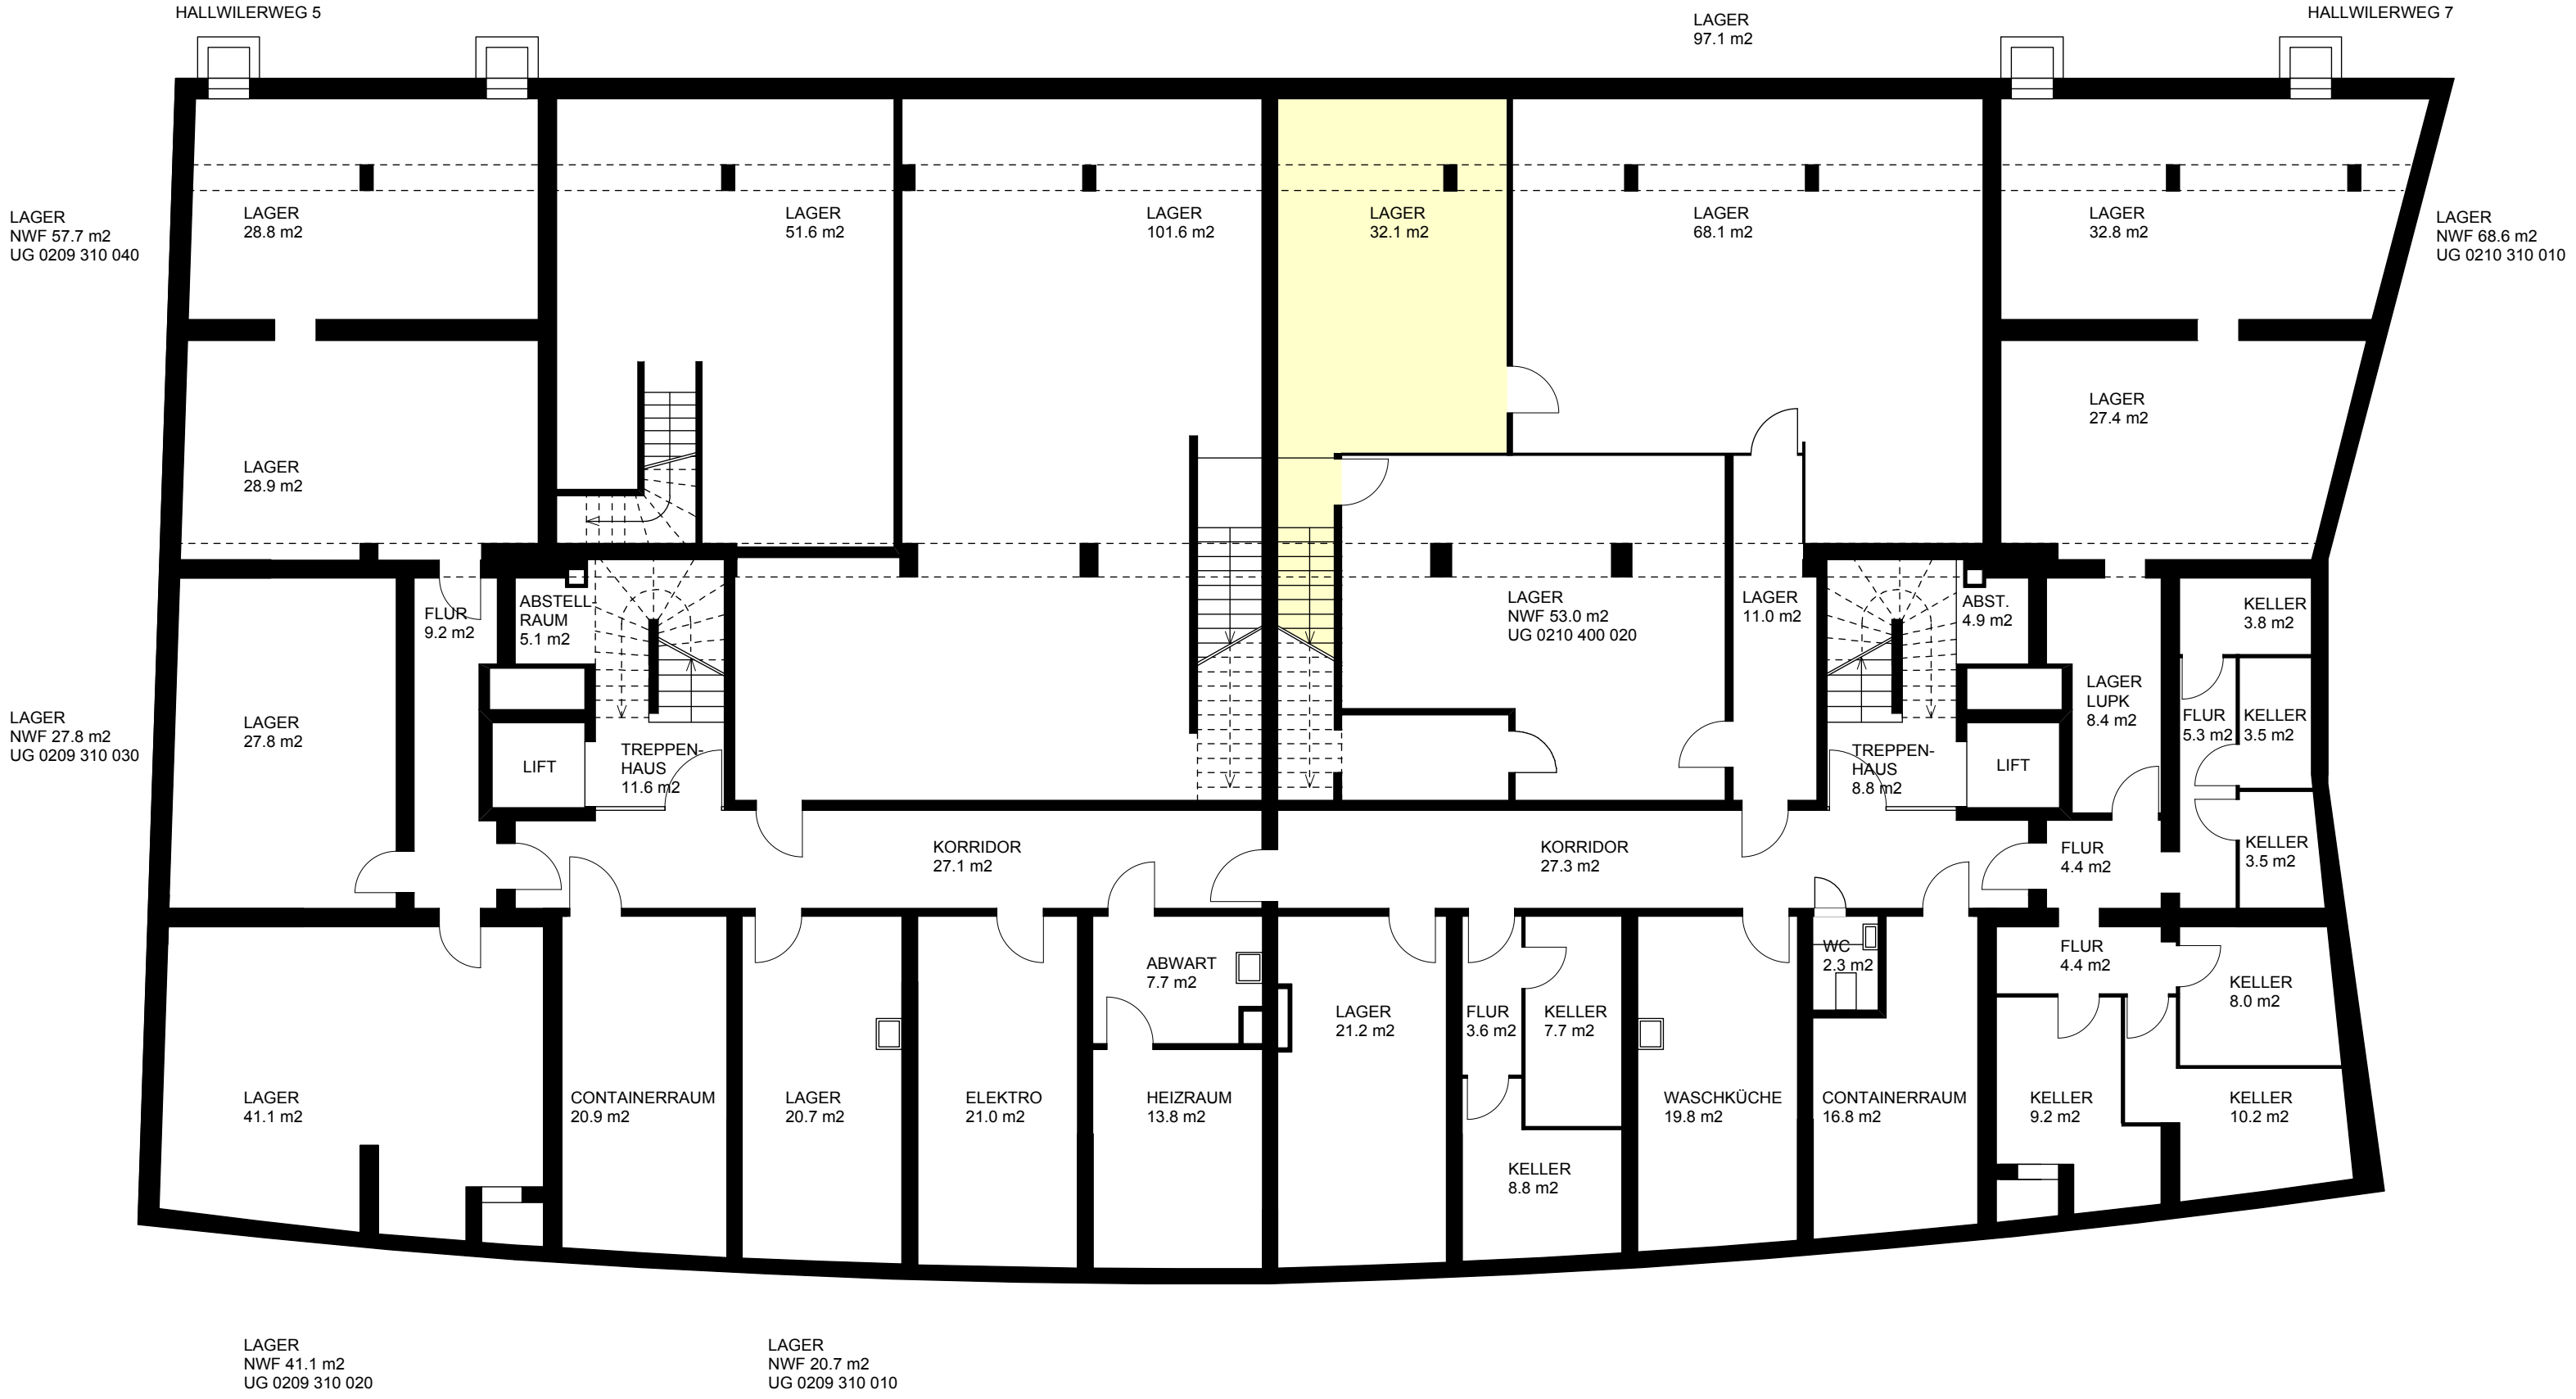 HALLWILERWEG 5
LAGER
97.1 m2
HALLWILERWEG 7
LAGER
NWF 57.7 m2
UG 0209 310 040
LAGER
28.8 m2
LAGER
51.6 m2
LAGER
101.6 m2
LAGER
32.1 m2
LAGER
68.1 m2
LAGER
32.8 m2
LAGER
NWF 68.6 m2
UG 0210 310 010
LAGER
27.4 m2
LAGER
28.9 m2
FLUR
9.2 m2
ABSTELL-
RAUM
5.1 m2
LAGER
NWF 53.0 m2
UG 0210 400 020
LAGER
11.0 m2
ABST.
4.9 m2
KELLER
3.8 m2
LAGER
NWF 27.8 m2
UG 0209 310 030
LAGER
27.8 m2
LIFT
TREPPEN-
HAUS
11.6 m2
TREPPEN-
HAUS
8.8 m2
LIFT
LAGER
LUPK
8.4 m2
FLUR
5.3 m2
KELLER
3.5 m2
KORRIDOR
27.1 m2
KORRIDOR
27.3 m2
FLUR
4.4 m2
KELLER
3.5 m2
ABWART
7.7 m2
WC
2.3 m2
FLUR
4.4 m2
KELLER
8.0 m2
LAGER
21.2 m2
FLUR
3.6 m2
KELLER
7.7 m2
LAGER
41.1 m2
CONTAINERRAUM
20.9 m2
LAGER
20.7 m2
ELEKTRO
21.0 m2
HEIZRAUM
13.8 m2
WASCHKÜCHE
19.8 m2
CONTAINERRAUM
16.8 m2
KELLER
9.2 m2
KELLER
10.2 m2
KELLER
8.8 m2
LAGER
NWF 41.1 m2
UG 0209 310 020
LAGER
NWF 20.7 m2
UG 0209 310 010